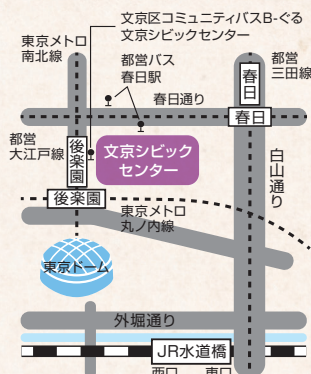 文京区コミュニティバスB-ぐる
文京シビックセンター
東京メトロ
南北線
都営バス
春日駅
都営
三田線
春日
春日通り
春日
都営
大江戸線
後楽園
文京シビック
センター
白山通り
後楽園
東京メトロ
丸ノ内線
東京ドーム
外堀通り
JR水道橋
西口
東口